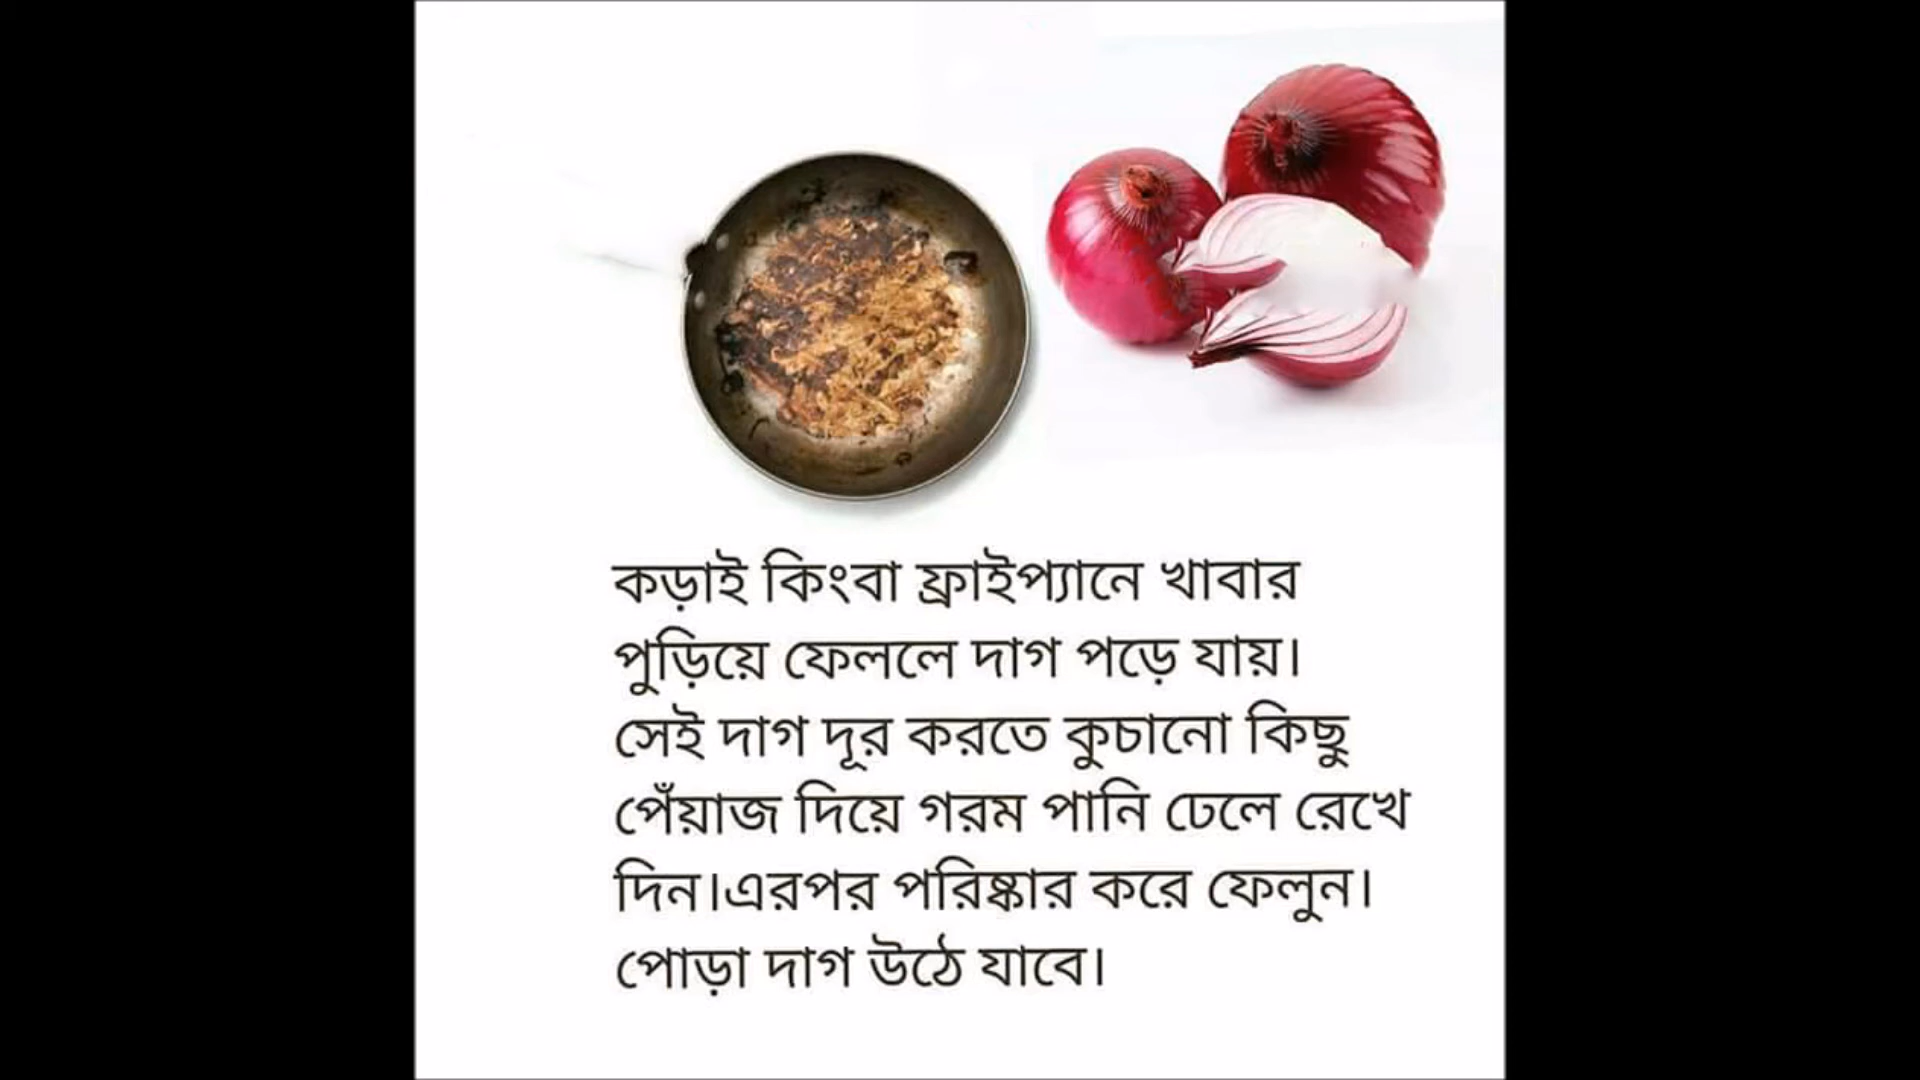 কড়াই কিংবা ফ্রাইপ্যানে খাবার
পুড়িয়ে ফেললে দাগ পড়ে যায়।
সেই দাগ দূর করতে কুচানো কিছু
পেঁয়াজ দিয়ে গরম পানি ঢেলে রেখে
দিন।এরপর পরিষ্কার করে ফেলুন।
পোড়া দাগ উঠে যাবে।